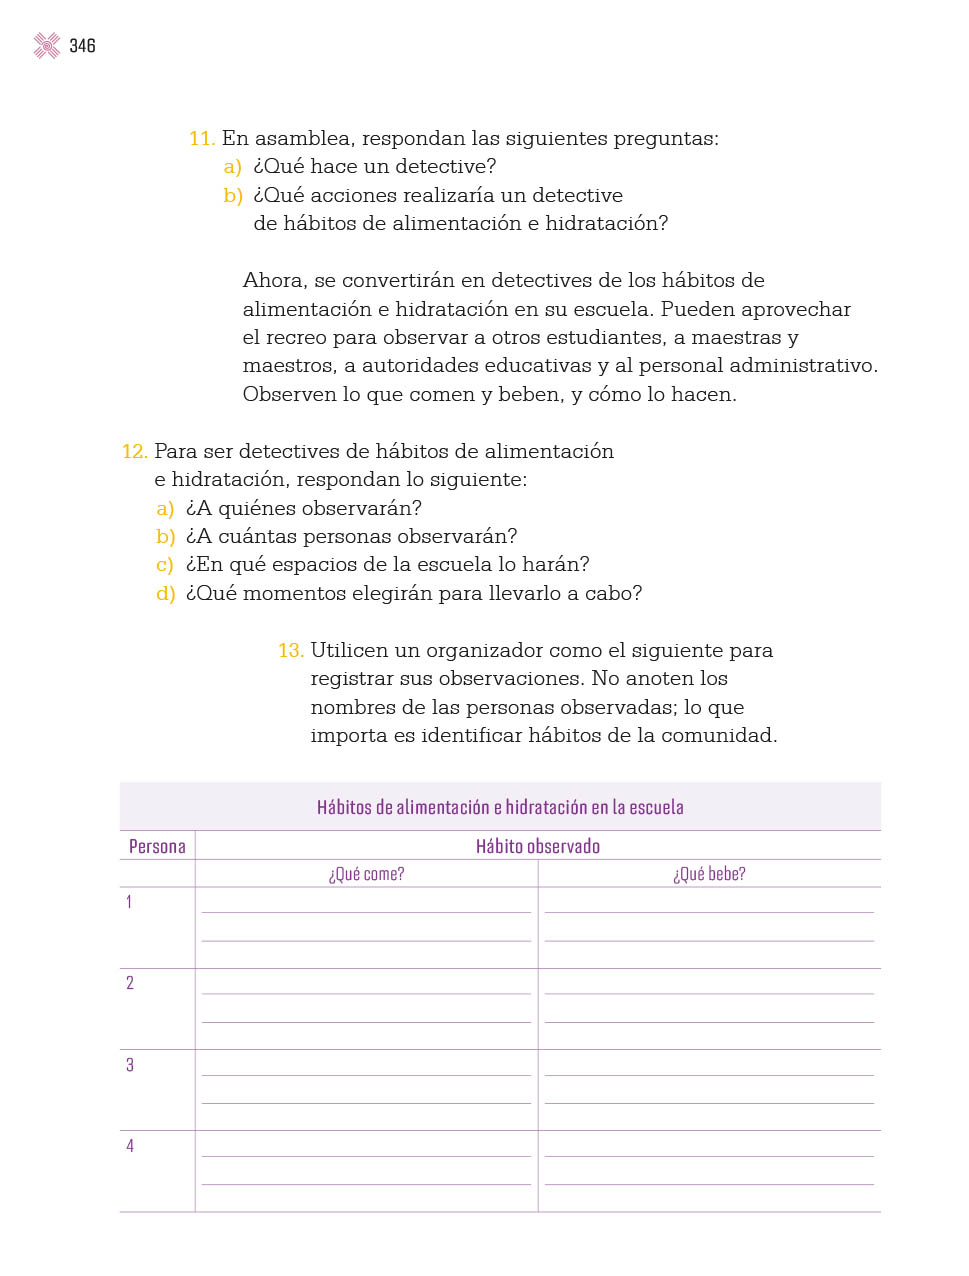 346
11. En asamblea, respondan las siguientes preguntas:
a) ¿Qué hace un detective?
b) ¿Qué acciones realizaría un detective
de hábitos de alimentación e hidratación?
Ahora, se convertirán en detectives de los hábitos de
alimentación e hidratación en su escuela. Pueden aprovechar
el recreo para observar a otros estudiantes, a maestras y
maestros, a autoridades educativas y al personal administrativo.
Observen lo que comen y beben, y cómo lo hacen.
12. Para ser detectives de hábitos de alimentación
e hidratación, respondan lo siguiente:
a) ¿A quiénes observarán?
b) ¿A cuántas personas observarán?
c) ¿En qué espacios de la escuela lo harán?
d) ¿Qué momentos elegirán para llevarlo a cabo?
13. Utilicen un organizador como el siguiente para
registrar sus observaciones. No anoten los
nombres de las personas observadas; lo que
importa es identificar hábitos de la comunidad.
Hábitos de alimentación e hidratación en la escuela
Persona Hábito observado
¿Qué come? ¿Qué bebe?
1
2
3
4